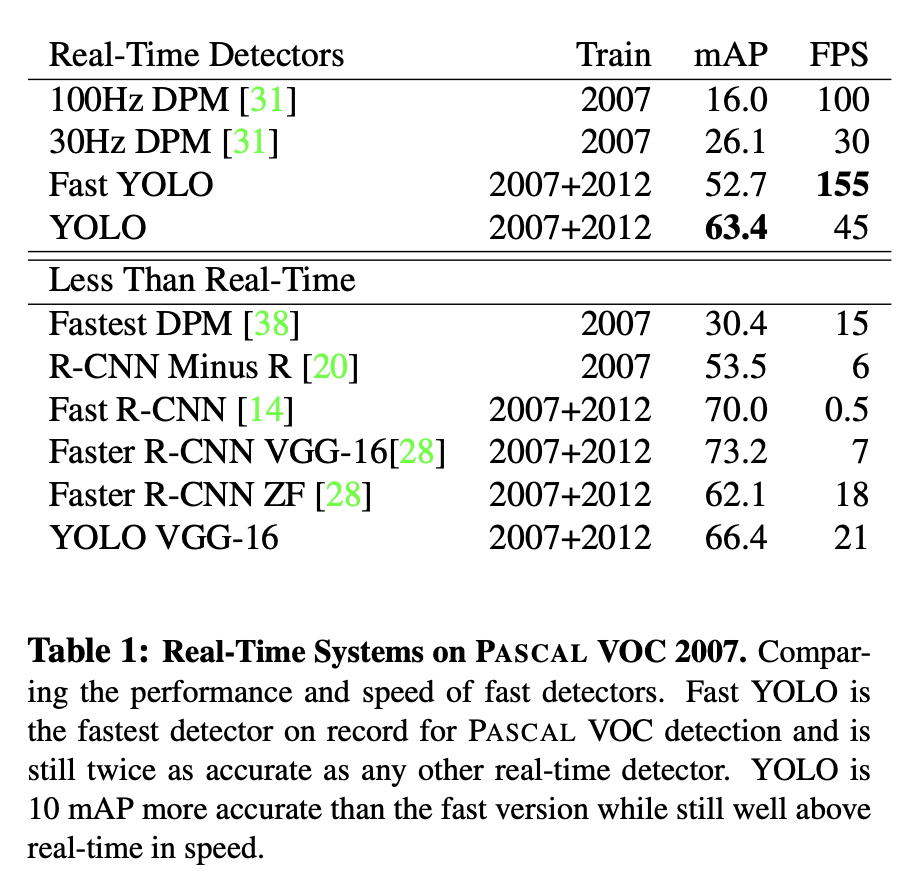 Real-Time Detectors Train mAP FPS
100Hz DPM [31] 2007 16.0 100
30Hz DPM [31] 2007 26.1 30
Fast YOLO 2007+2012 52.7 155
YOLO 2007+2012 63.4 45
Less Than Real-Time
Fastest DPM [38] 2007 30.4 15
R-CNN Minus R [20] 2007 53.5 6
Fast R-CNN [14] 2007+2012 70.0 0.5
Faster R-CNN VGG-16[28] 2007+2012 73.2 7
Faster R-CNN ZF [28] 2007+2012 62.1 18
YOLO VGG-16 2007+2012 66.4 21
Table 1: Real-Time Systems on PASCAL VOC 2007. Compar-
ing the performance and speed of fast detectors. Fast YOLO is
the fastest detector on record for PASCAL VOC detection and is
still twice as accurate as any other real-time detector. YOLO is
10 mAP more accurate than the fast version while still well above
real-time in speed.